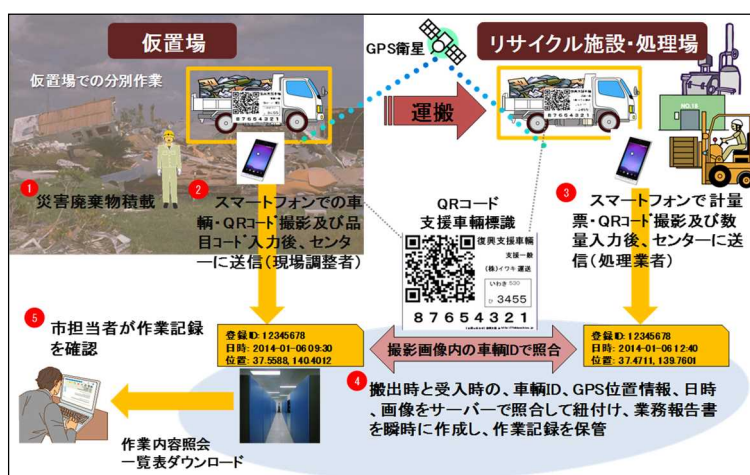 仮置場
GPS衛星
リサイクル施設・処理場
仮置場での分別作業
運搬
NO.16
1
災害廃棄物積載
2
スマートフォンでの車
輌・QRコード撮影及び品
目コード入力後、センタ
ーに送信(現場調整者)
QRコード
支援車輌標識
復興支援車輌
支援一般
(株)イワキ運送
いわき 530
ひ 3455
87654321
3
スマートフォンで計量
票・QRコード撮影及び数
量入力後、センターに送
信(処理業者)
87654321
87654321
5
市担当者が作業記録
を確認
登録ID: 12345678
日時: 2014-01-06 09:30
位置: 37.5588, 140.4012
撮影画像内の車輌IDで照合
登録ID: 12345678
日時: 2014-01-06 12:40
位置: 37.4711, 139.7601
4
搬出時と受入時の、車輌ID、GPS位置情報、日時
、画像をサーバーで照合して紐付け、業務報告書
を瞬時に作成し、作業記録を保管
作業内容照会
一覧表ダウンロード